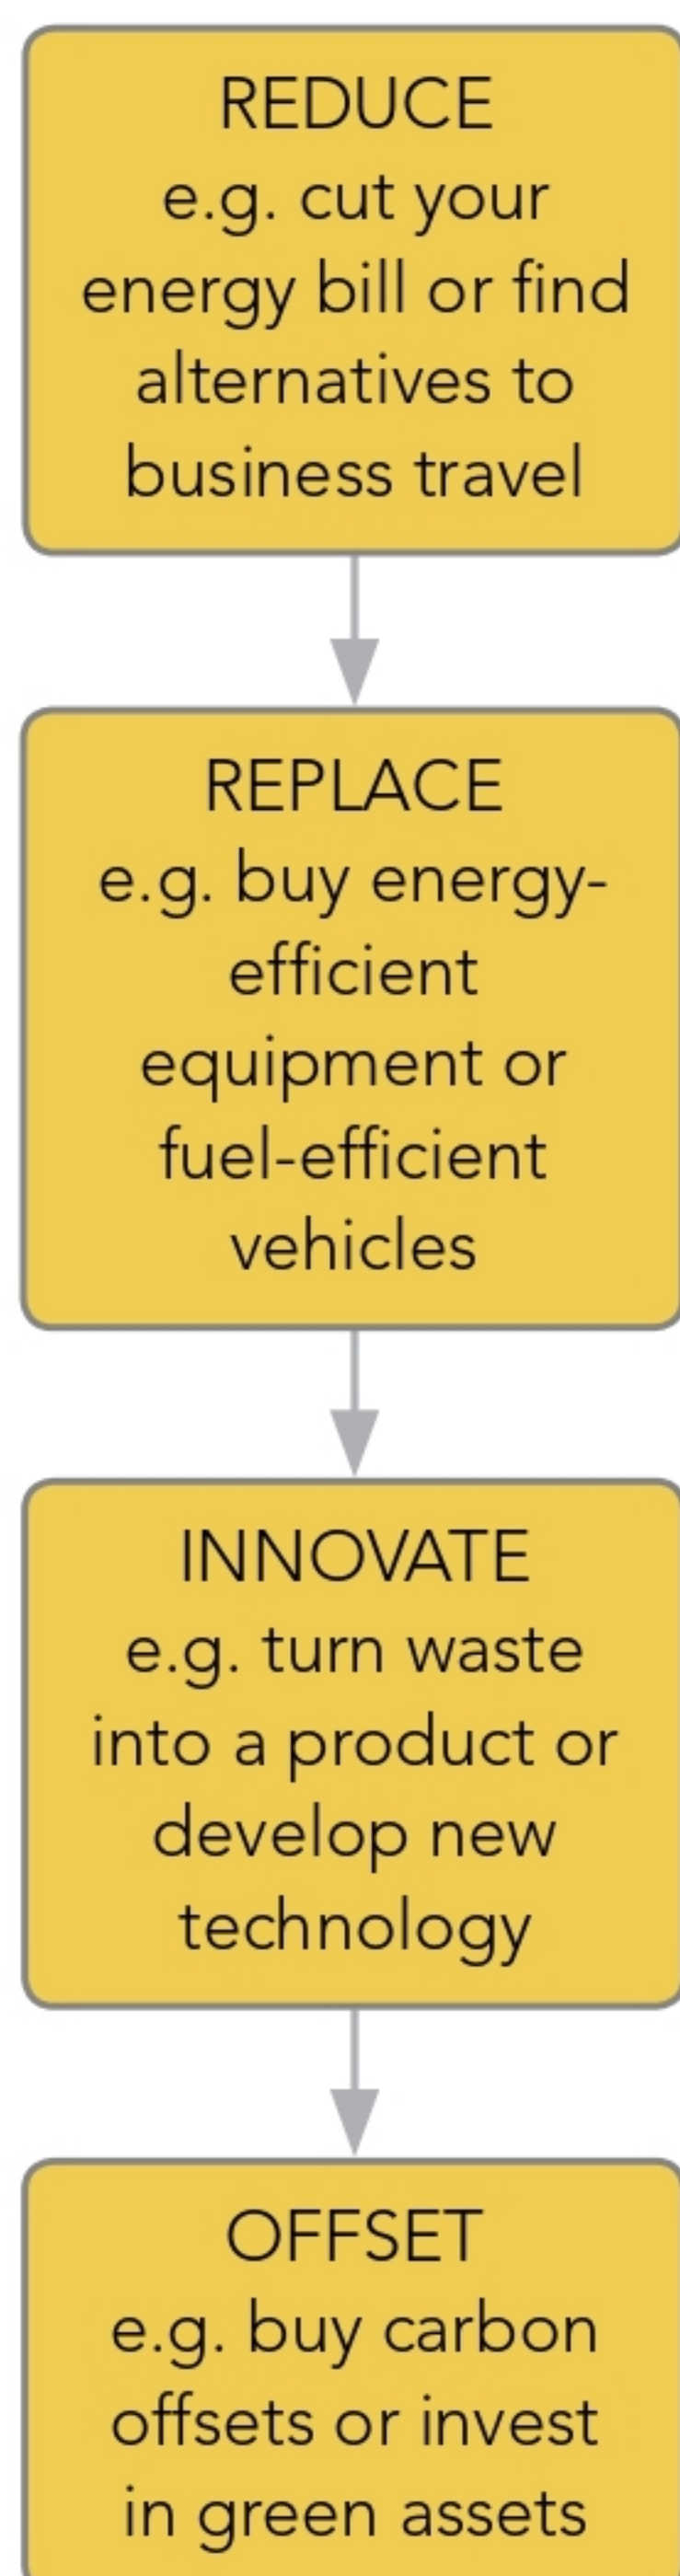 REDUCE
e.g. cut your
energy bill or find
alternatives to
business travel
REPLACE
e.g. buy energy-
efficient
equipment or
fuel-efficient
vehicles
INNOVATE
e.g. turn waste
into a product or
develop new
technology
OFFSET
e.g. buy carbon
offsets or invest
in green assets